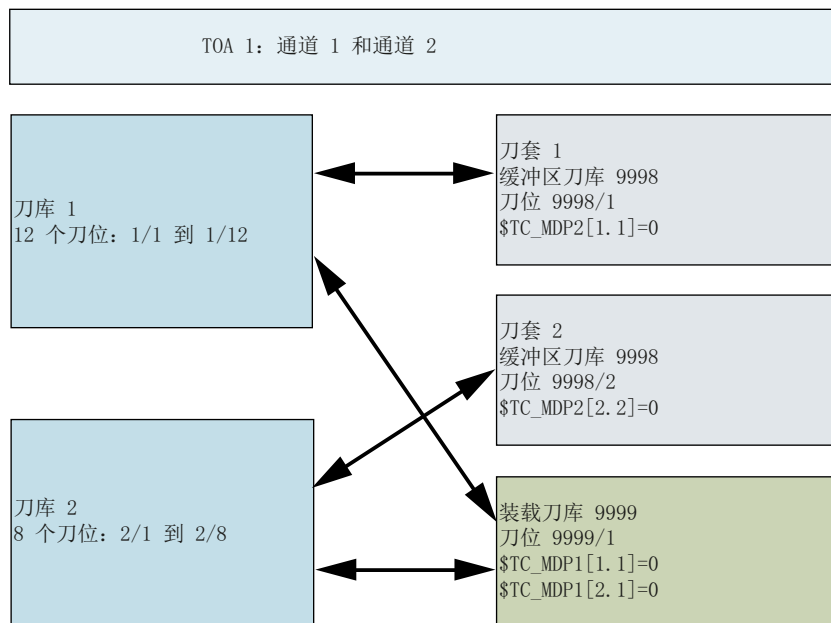 TOA 1: 通道 1 和通道 2
刀库 1
12 个刀位: 1/1 到 1/12
刀套 1
缓冲区刀库 9998
刀位 9998/1
$TC_MDP2[1.1]=0
刀套 2
缓冲区刀库 9998
刀位 9998/2
$TC_MDP2[2.2]=0
刀库 2
8 个刀位: 2/1 到 2/8
装载刀库 9999
刀位 9999/1
$TC_MDP1[1.1]=0
$TC_MDP1[2.1]=0